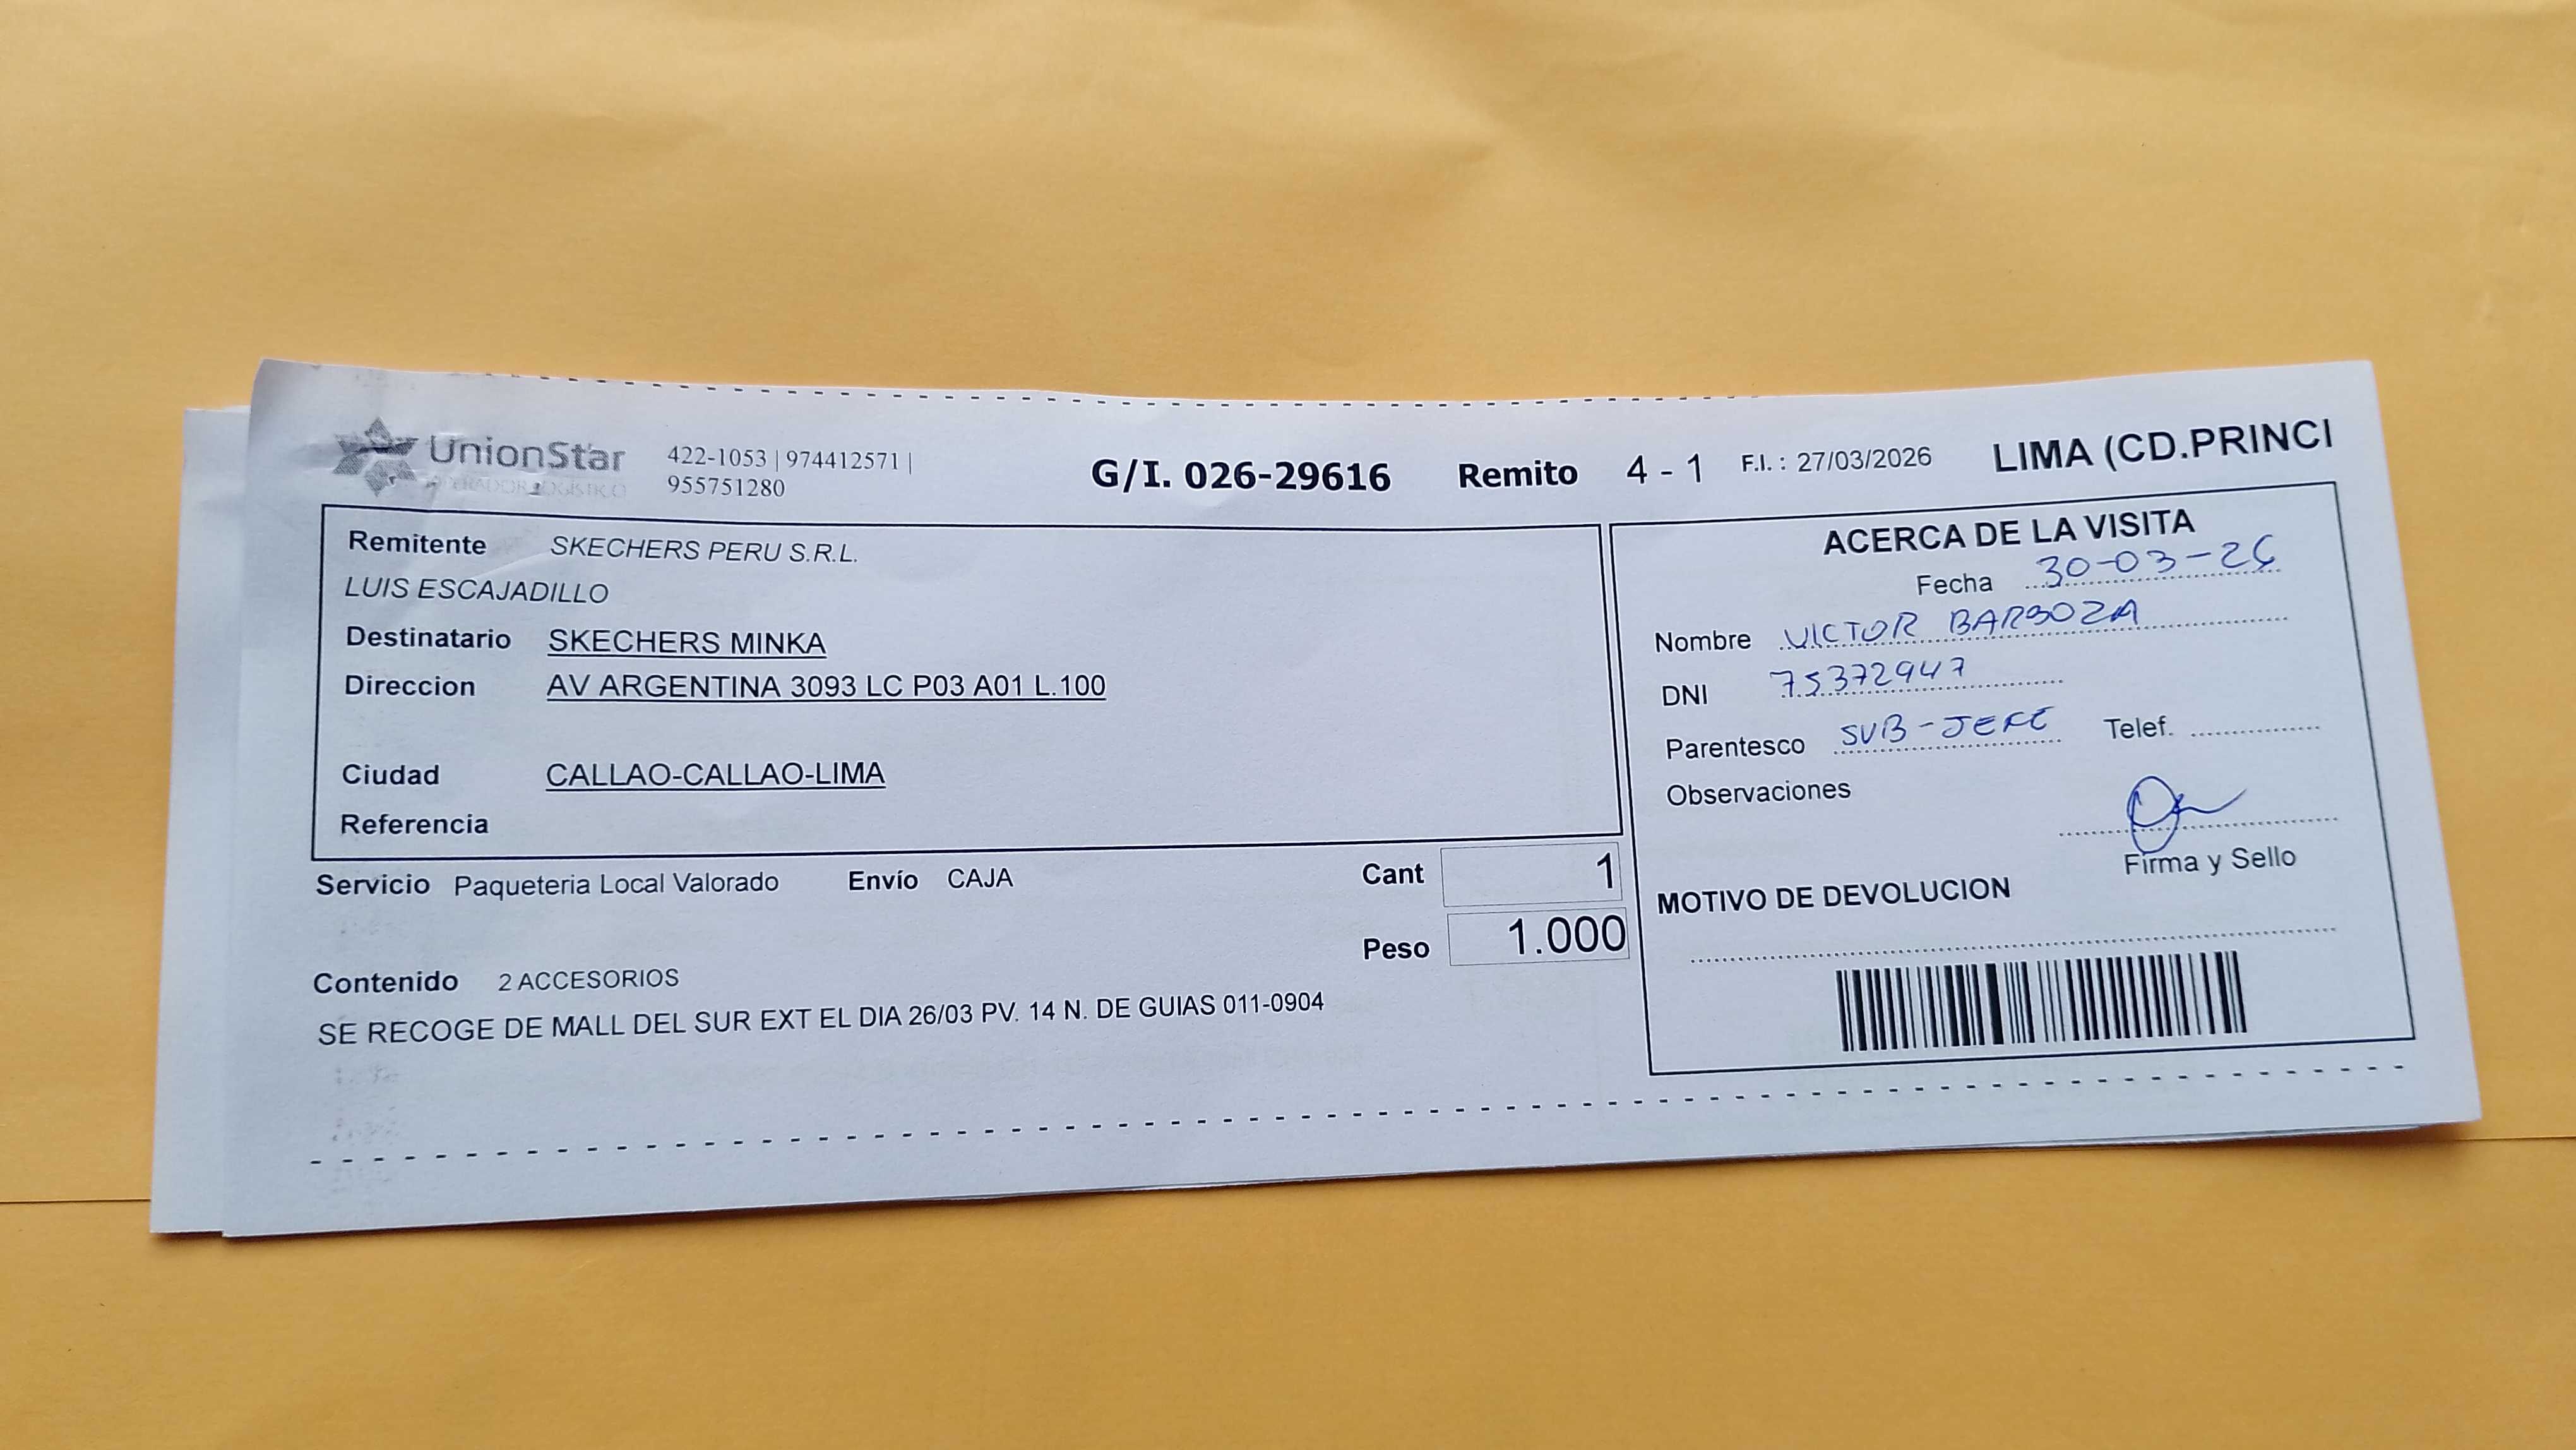 UnionStar
OPERADOR LOGISTICO
422-1053 | 974412571 |
955751280
G/I. 026-29616 Remito 4 - 1 F.I. : 27/03/2026 LIMA (CD.PRINCI
Remitente SKECHERS PERU S.R.L.
LUIS ESCAJADILLO
Destinatario SKECHERS MINKA
Direccion AV ARGENTINA 3093 LC P03 A01 L.100
Ciudad CALLAO-CALLAO-LIMA
Referencia
Servicio Paqueteria Local Valorado Envío CAJA Cant 1
Peso 1.000
Contenido 2 ACCESORIOS
SE RECOGE DE MALL DEL SUR EXT EL DIA 26/03 PV. 14 N. DE GUIAS 011-0904
ACERCA DE LA VISITA
Fecha 30-03-26
Nombre VICTOR BARBOZA
DNI 75372947
Parentesco SUB-JEFE Telef.
Observaciones
Firma y Sello
MOTIVO DE DEVOLUCION